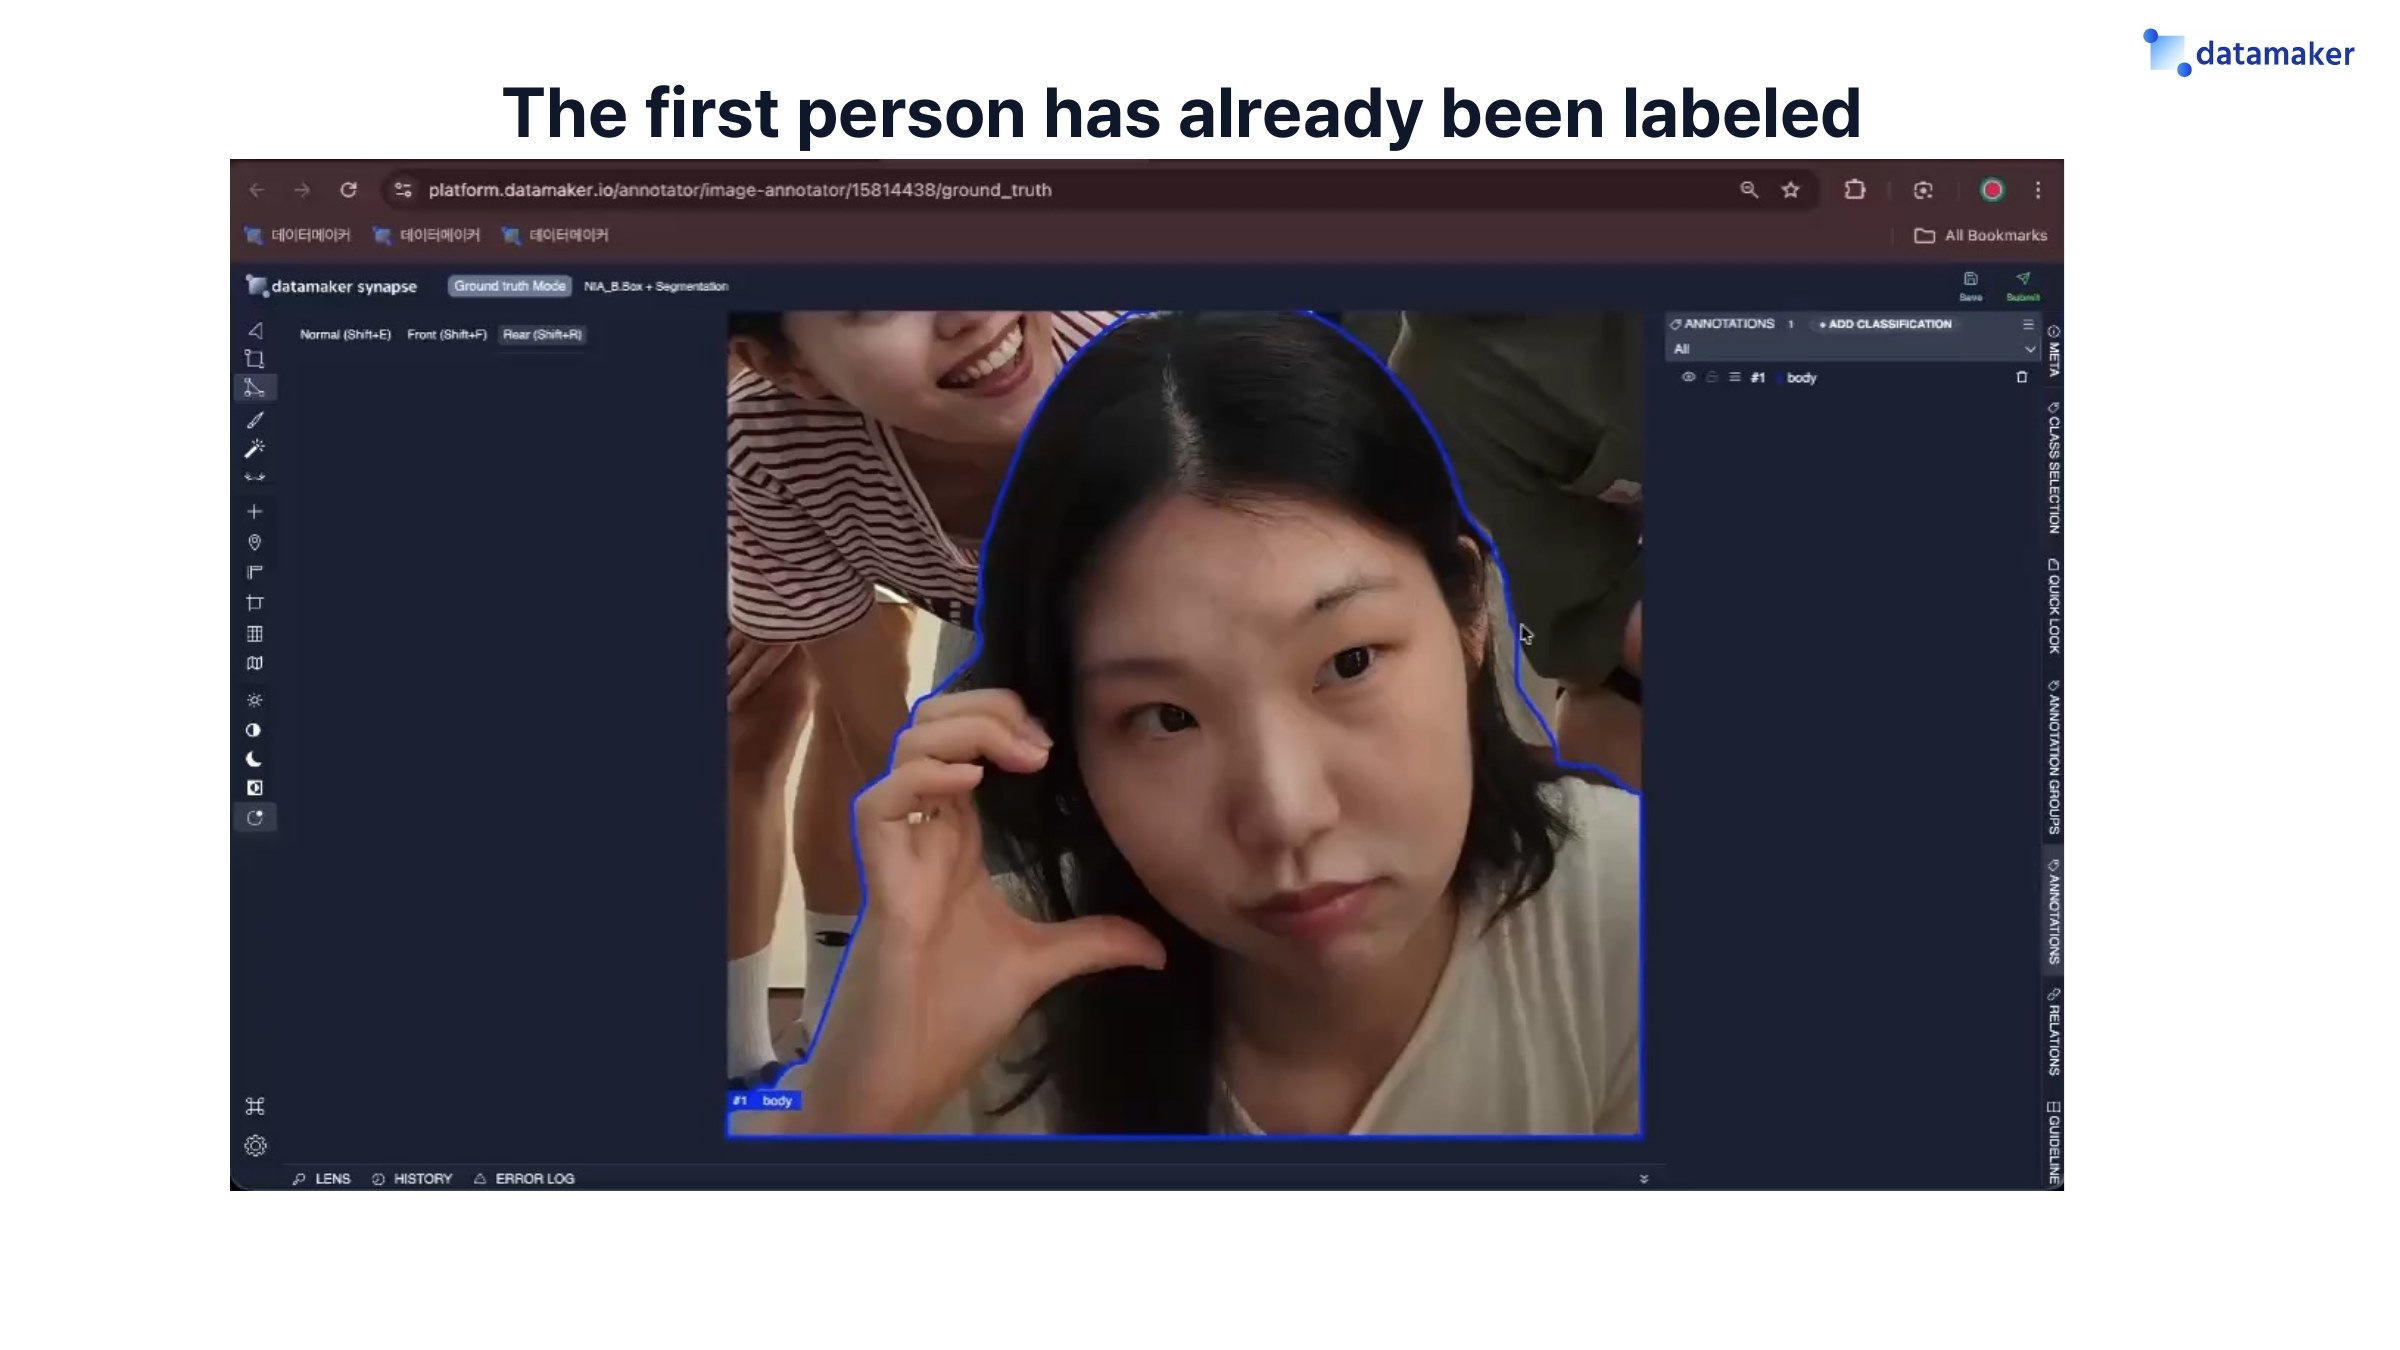 datamaker
The first person has already been labeled
platform.datamaker.io/annotator/image-annotator/15814438/ground_truth
데이터메이커 데이터메이커 데이터메이커 All Bookmarks
datamaker synapse Ground truth Mode NIA_B.Box + Segmentation Save Submit
Normal (Shift+E) Front (Shift+F) Rear (Shift+R)
ANNOTATIONS 1 + ADD CLASSIFICATION
All
#1 body
META
CLASS SELECTION
QUICK LOOK
ANNOTATION GROUPS
ANNOTATIONS
RELATIONS
GUIDELINE
#1 body
LENS HISTORY ERROR LOG